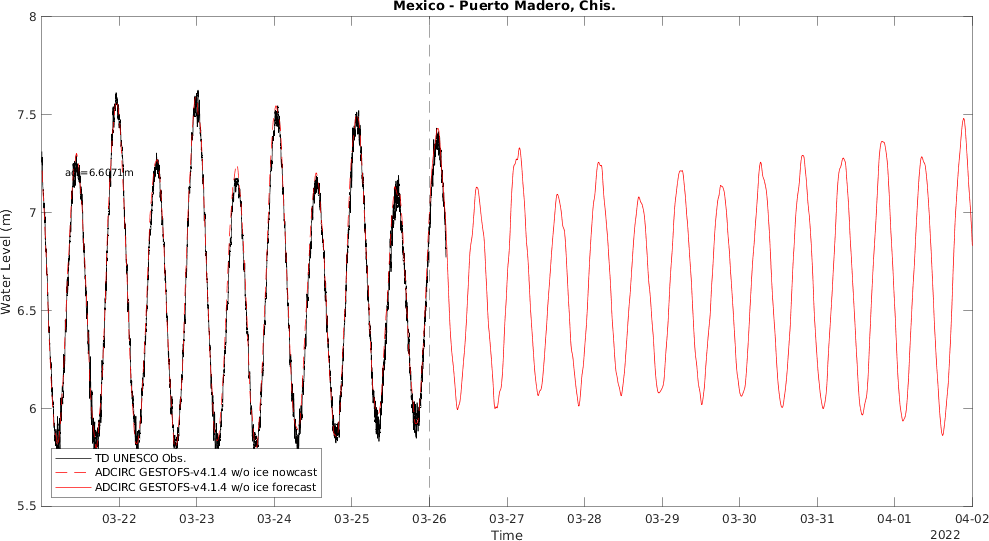 Mexico - Puerto Madero, Chis.
8
7.5
7
6.5
6
5.5
Water Level (m)
=6.6071m
TD UNESCO Obs.
ADCIRC GESTOFS-v4.1.4 w/o ice nowcast
ADCIRC GESTOFS-v4.1.4 w/o ice forecast
03-22 03-23 03-24 03-25 03-26 03-27 03-28 03-29 03-30 03-31 04-01 04-02
Time
2022